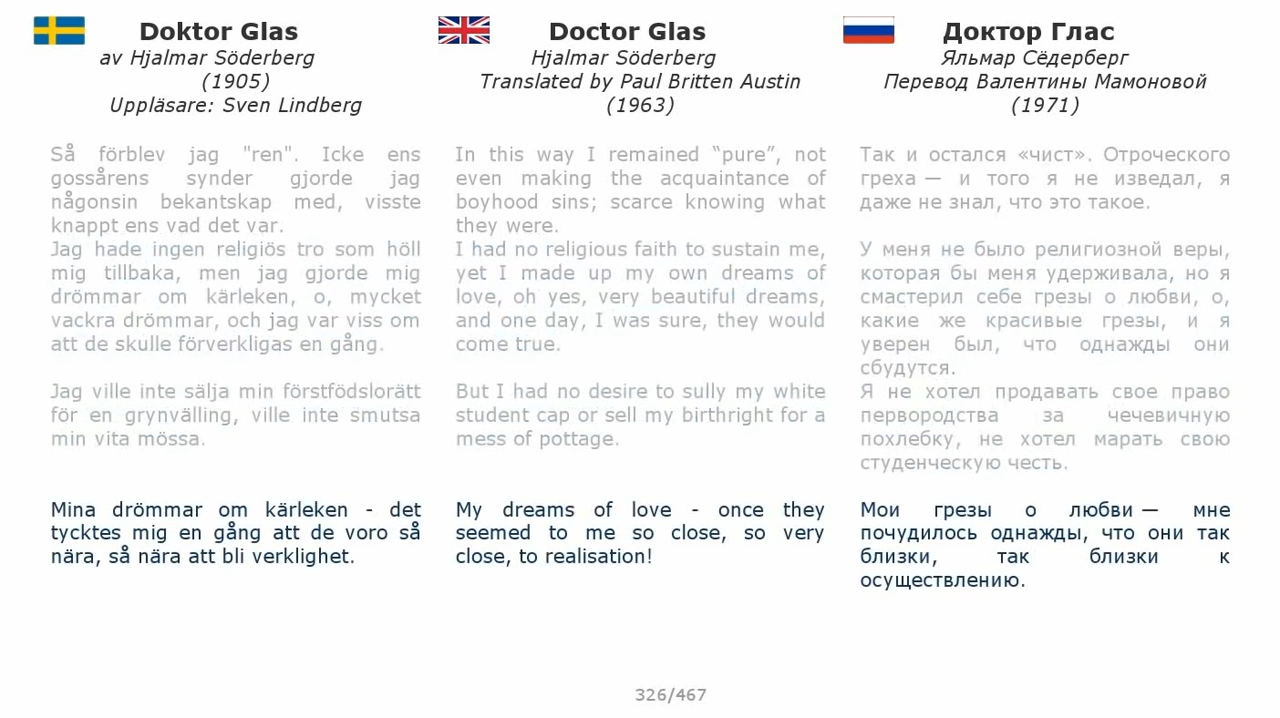 Doktor Glas
av Hjalmar Söderberg
(1905)
Uppläsare: Sven Lindberg
Så förblev jag "ren". Icke ens
gossårens synder gjorde jag
någonsin bekantskap med, visste
knappt ens vad det var.
Jag hade ingen religiös tro som höll
mig tillbaka, men jag gjorde mig
drömmar om kärleken, o, mycket
vackra drömmar, och jag var viss om
att de skulle förverkligas en gång.
Jag ville inte sälja min förstfödslorätt
för en grynvälling, ville inte smutsa
min vita mössa.
Mina drömmar om kärleken - det
tycktes mig en gång att de voro så
nära, så nära att bli verklighet.
Doctor Glas
Hjalmar Söderberg
Translated by Paul Britten Austin
(1963)
In this way I remained “pure”, not
even making the acquaintance of
boyhood sins; scarce knowing what
they were.
I had no religious faith to sustain me,
yet I made up my own dreams of
love, oh yes, very beautiful dreams,
and one day, I was sure, they would
come true.
But I had no desire to sully my white
student cap or sell my birthright for a
mess of pottage.
My dreams of love - once they
seemed to me so close, so very
close, to realisation!
Доктор Глас
Яльмар Сёдерберг
Перевод Валентины Мамоновой
(1971)
Так и остался «чист». Отроческого
греха — и того я не изведал, я
даже не знал, что это такое.
У меня не было религиозной веры,
которая бы меня удерживала, но я
смастерил себе грезы о любви, о,
какие же красивые грезы, и я
уверен был, что однажды они
сбудутся.
Я не хотел продавать свое право
первородства за чечевичную
похлебку, не хотел марать свою
студенческую честь.
Мои грезы о любви — мне
почудилось однажды, что они так
близки, так близки к
осуществлению.
326/467